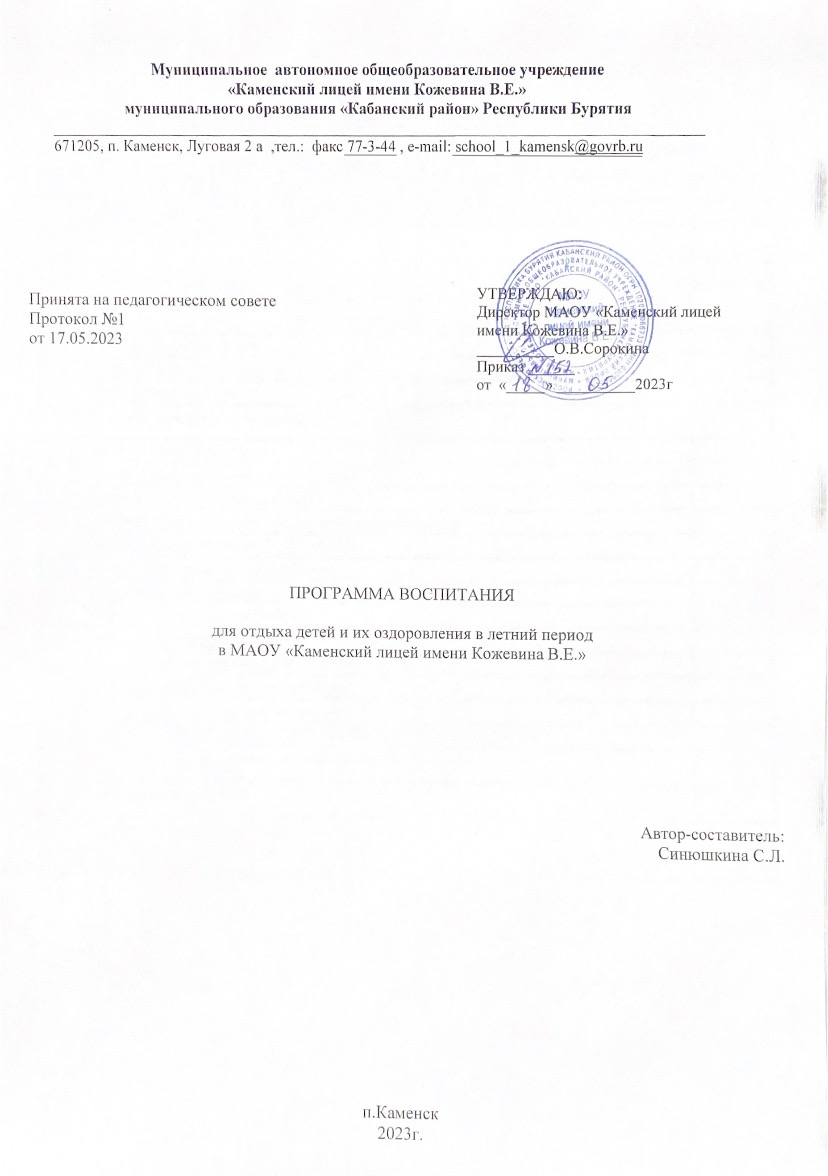 Муниципальное автономное общеобразовательное учреждение
«Каменский лицей имени Кожевина В.Е.»
муниципального образования «Кабанский район» Республики Бурятия
671205, п. Каменск, Луговая 2 а ,тел.: факс 77-3-44 , e-mail: school_1_kamensk@govrb.ru
Принята на педагогическом совете
Протокол №1
от 17.05.2023
УТВЕРЖДАЮ:
Директор МАОУ «Каменский лицей
имени Кожевина В.Е.»
__________О.В.Сорокина
Приказ №152
от «18» 05 2023г
ПРОГРАММА ВОСПИТАНИЯ
для отдыха детей и их оздоровления в летний период
в МАОУ «Каменский лицей имени Кожевина В.Е.»
Автор-составитель:
Синюшкина С.Л.
п.Каменск
2023г.